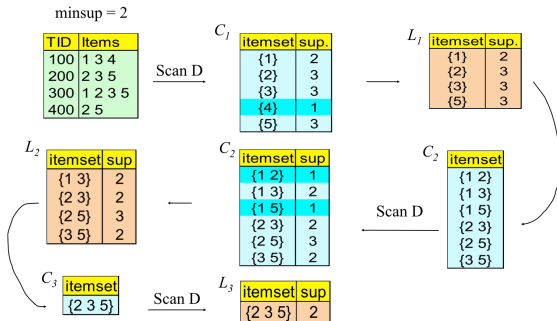 minsup = 2
TID Items
100 1 3 4
200 2 3 5
300 1 2 3 5
400 2 5
Scan D
C1
itemset sup.
{1} 2
{2} 3
{3} 3
{4} 1
{5} 3
L1
itemset sup.
{1} 2
{2} 3
{3} 3
{5} 3
L2
itemset sup
{1 3} 2
{2 3} 2
{2 5} 3
{3 5} 2
C2
itemset sup
{1 2} 1
{1 3} 2
{1 5} 1
{2 3} 2
{2 5} 3
{3 5} 2
Scan D
C2
itemset
{1 2}
{1 3}
{1 5}
{2 3}
{2 5}
{3 5}
C3
itemset
{2 3 5}
Scan D
L3
itemset sup
{2 3 5} 2